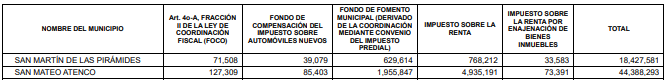 NOMBRE DEL MUNICIPIO
Art. 4o-A, FRACCIÓN
II DE LA LEY DE
COORDINACIÓN
FISCAL (FOCO)
FONDO DE
COMPENSACIÓN DEL
IMPUESTO SOBRE
AUTOMÓVILES NUEVOS
FONDO DE FOMENTO
MUNICIPAL (DERIVADO
DE LA COORDINACIÓN
MEDIANTE CONVENIO
DEL IMPUESTO
PREDIAL)
IMPUESTO SOBRE LA
RENTA
IMPUESTO SOBRE
LA RENTA POR
ENAJENACIÓN DE
BIENES
INMUEBLES
TOTAL
SAN MARTÍN DE LAS PIRÁMIDES 71,508 39,079 629,614 768,212 33,583 18,427,581
SAN MATEO ATENCO 127,309 85,403 1,955,847 4,935,191 73,391 44,388,291